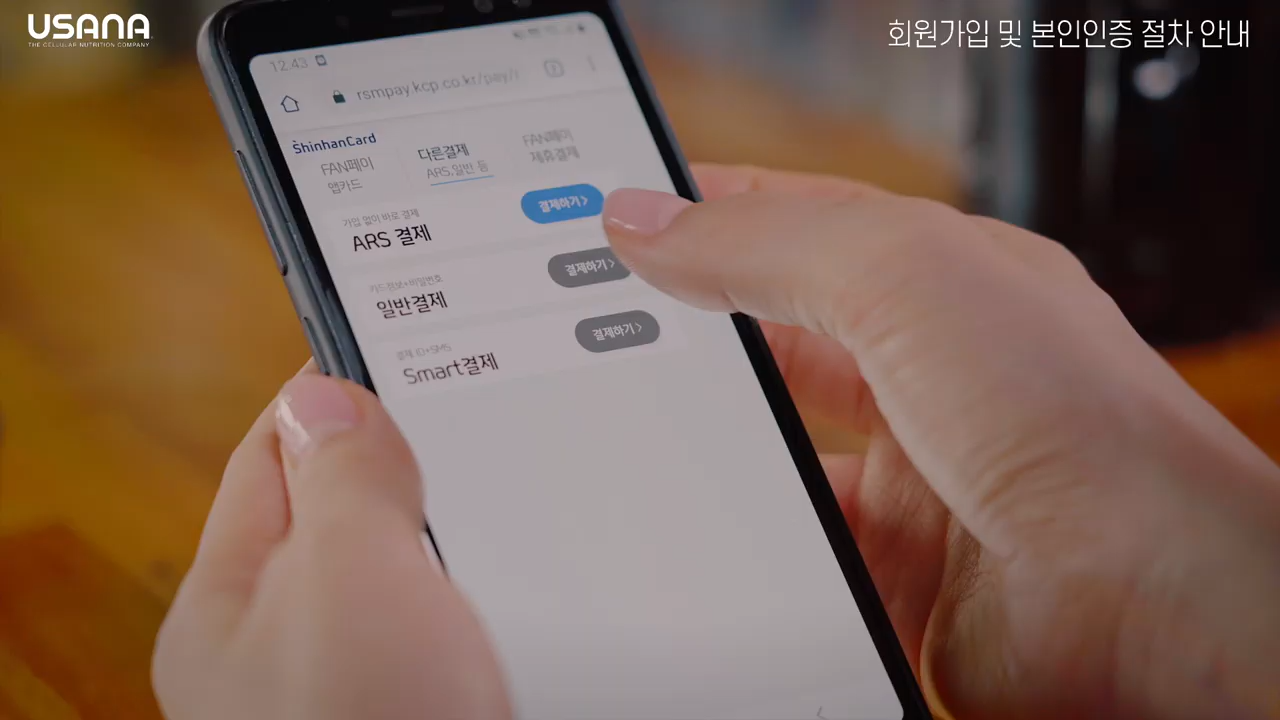 USANA
THE CELLULAR NUTRITION COMPANY
회원가입 및 본인인증 절차 안내
12:43
rsmpay.kcp.co.kr/pay/
ShinhanCard
FAN페이
앱카드
다른결제
ARS,일반 등
FAN페이
제휴결제
가입 없이 바로 결제
ARS 결제
결제하기 >
카드정보+비밀번호
일반결제
결제하기 >
결제 ID+SMS
Smart결제
결제하기 >